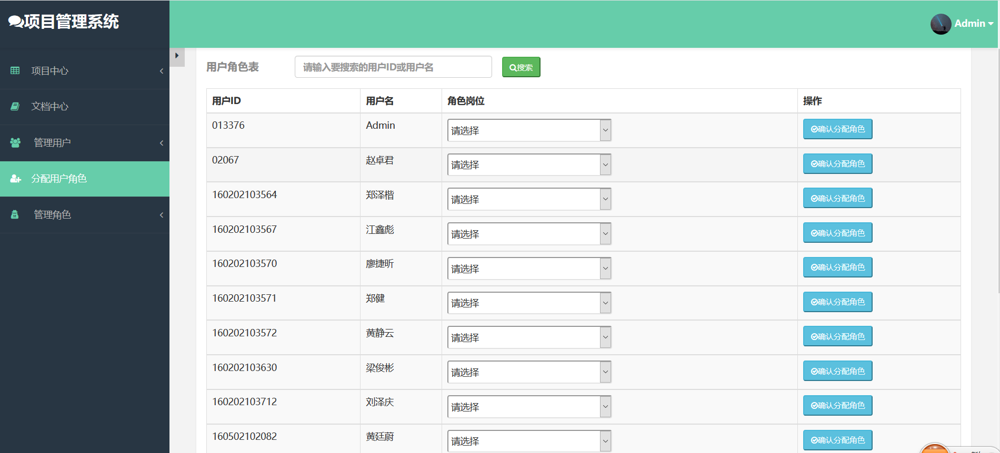 项目管理系统
Admin
项目中心
文档中心
管理用户
分配用户角色
管理角色
用户角色表 请输入要搜索的用户ID或用户名 搜索
用户ID 用户名 角色岗位 操作
013376 Admin 请选择 确认分配角色
02067 赵卓君 请选择 确认分配角色
160202103564 郑泽楷 请选择 确认分配角色
160202103567 江鑫彪 请选择 确认分配角色
160202103570 廖捷昕 请选择 确认分配角色
160202103571 郑健 请选择 确认分配角色
160202103572 黄静云 请选择 确认分配角色
160202103630 梁俊彬 请选择 确认分配角色
160202103712 刘泽庆 请选择 确认分配角色
160502102082 黄廷蔚 请选择 确认分配角色